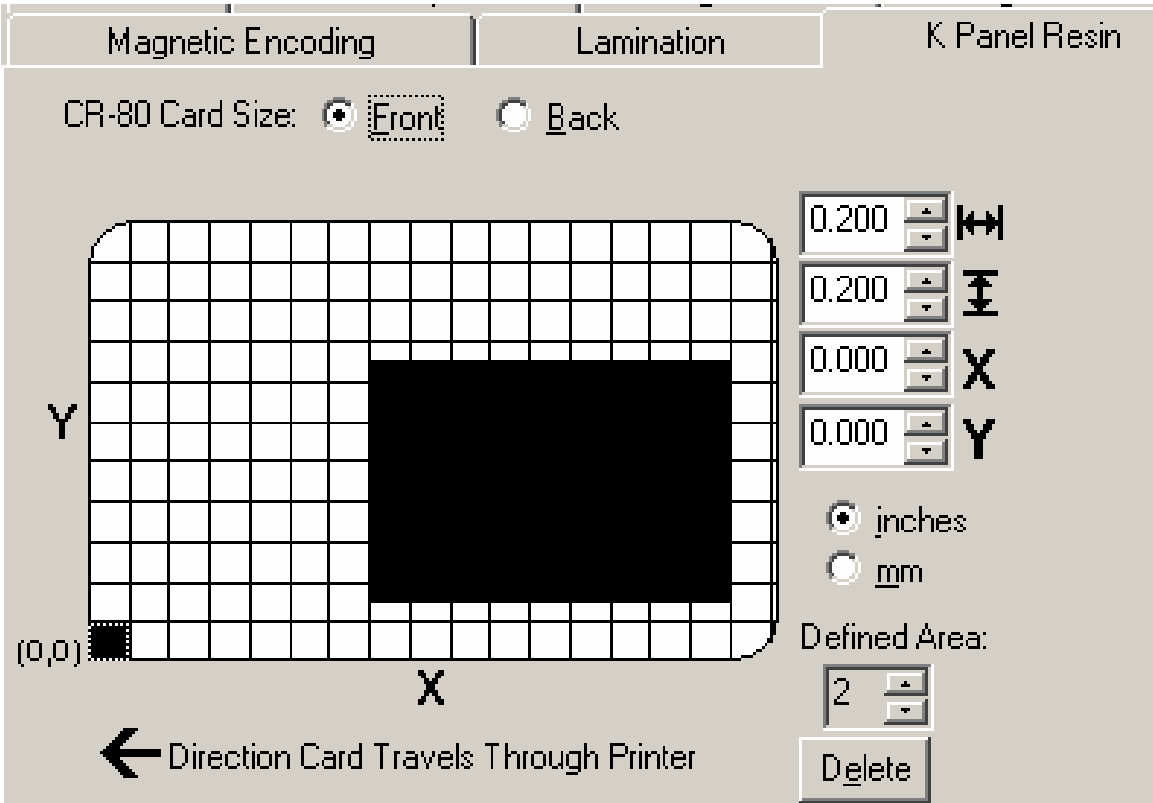 Magnetic Encoding
Lamination
K Panel Resin
CR-80 Card Size:
Front
Back
0.200
0.200
0.000
X
0.000
Y
Y
inches
mm
(0,0)
X
Defined Area:
2
Direction Card Travels Through Printer
Delete